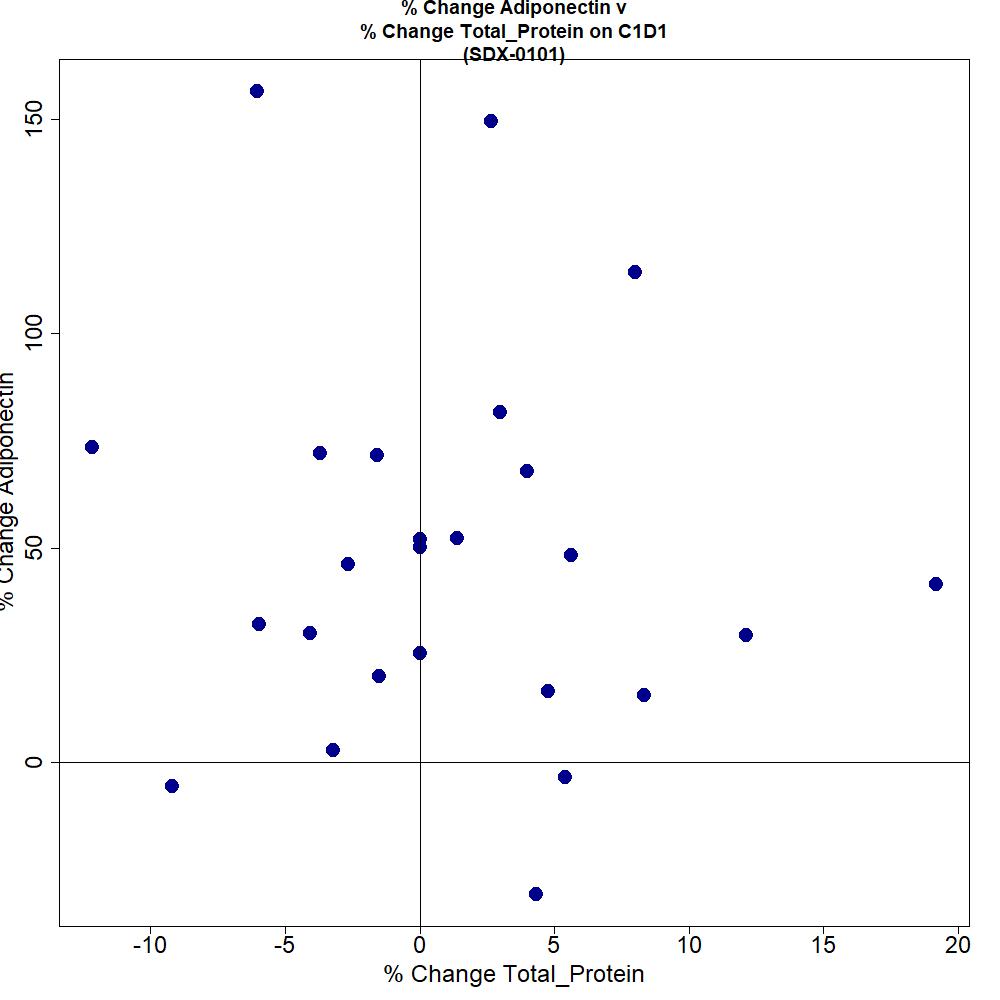 % Change Adiponectin v
% Change Total_Protein on C1D1
(SDX-0101)
% Change Adiponectin
150
100
50
0
-10
-5
0
5
10
15
20
% Change Total_Protein